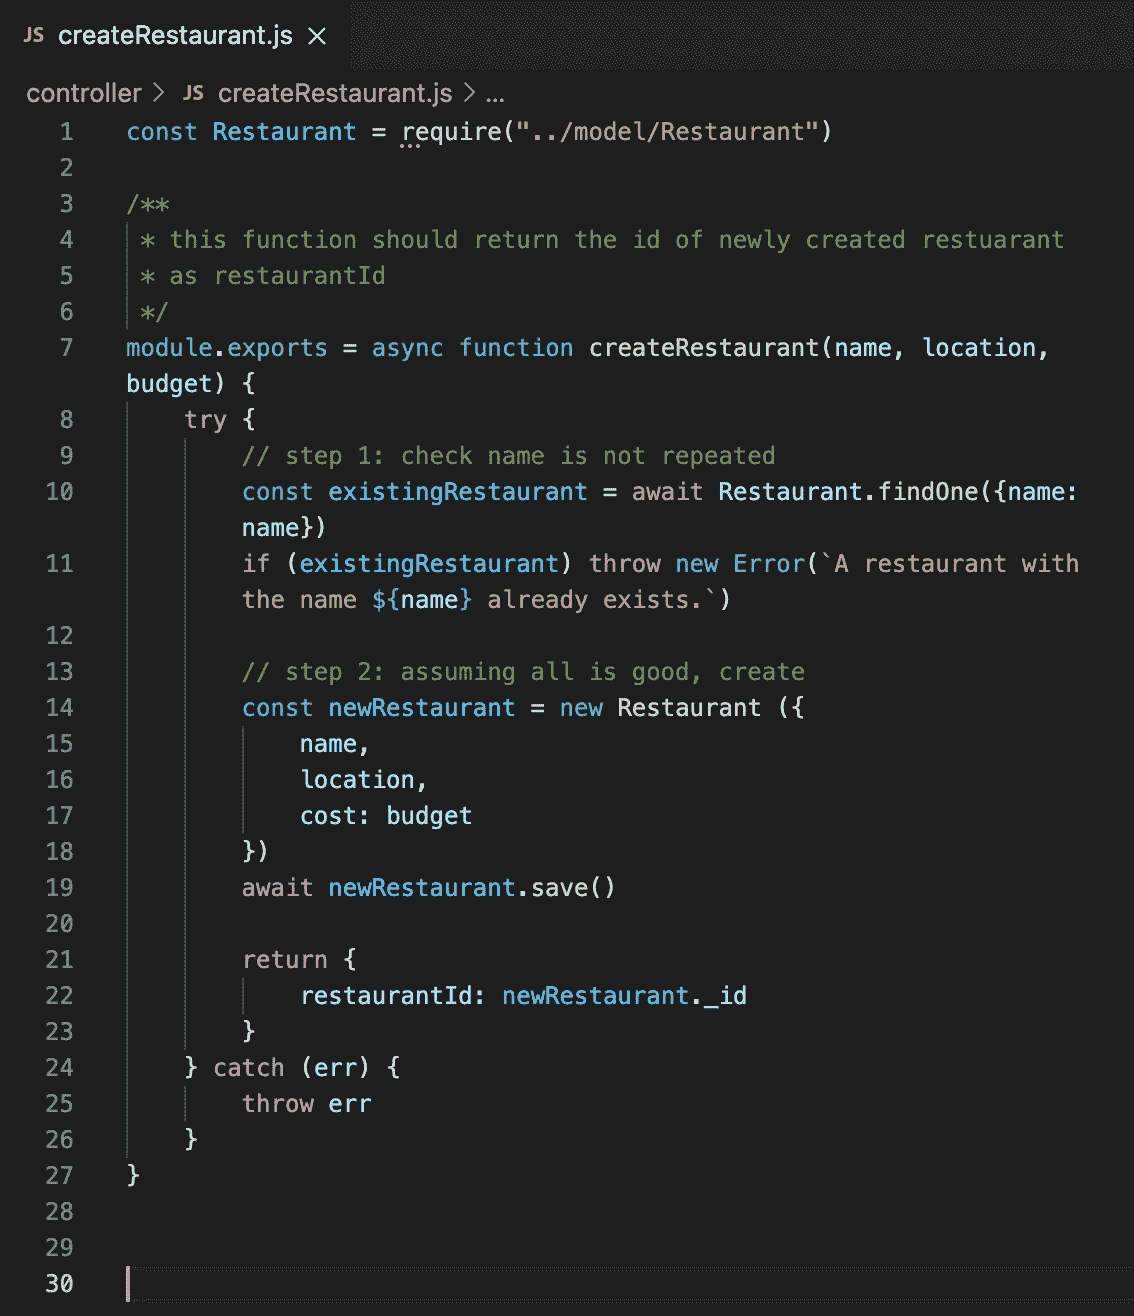 JS createRestaurant.js ×
controller > JS createRestaurant.js > ...
1 const Restaurant = require("../model/Restaurant")
2
3 /**
4 * this function should return the id of newly created restuarant
5 * as restaurantId
6 */
7 module.exports = async function createRestaurant(name, location,
budget) {
8 try {
9 // step 1: check name is not repeated
10 const existingRestaurant = await Restaurant.findOne({name:
name})
11 if (existingRestaurant) throw new Error(`A restaurant with
the name ${name} already exists.`)
12
13 // step 2: assuming all is good, create
14 const newRestaurant = new Restaurant ({
15 name,
16 location,
17 cost: budget
18 })
19 await newRestaurant.save()
20
21 return {
22 restaurantId: newRestaurant._id
23 }
24 } catch (err) {
25 throw err
26 }
27 }
28
29
30